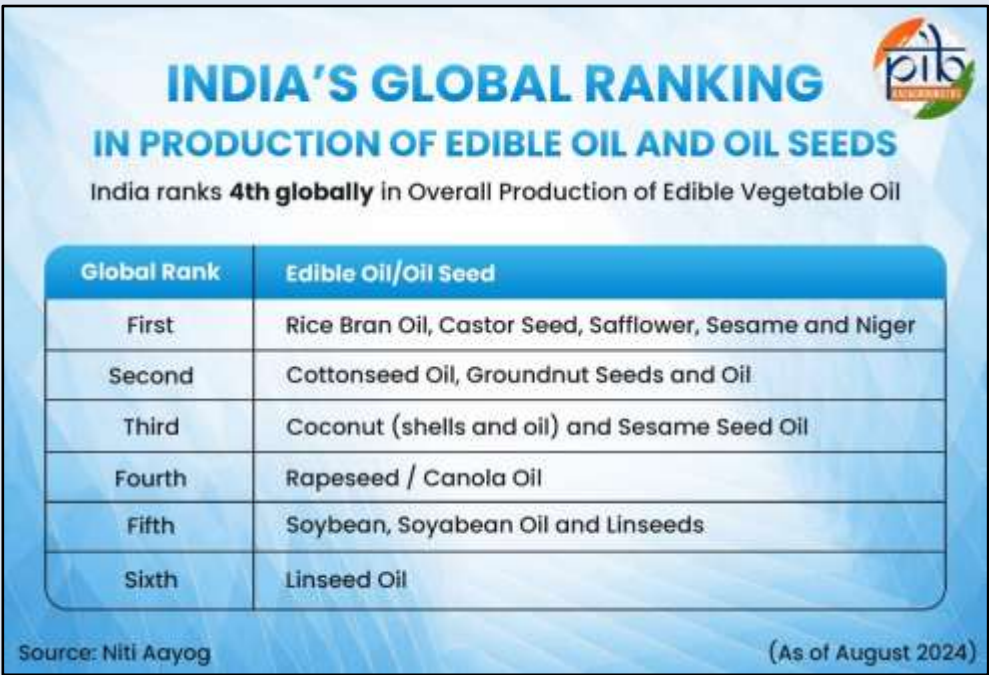 pib
INDIA'S GLOBAL RANKING
IN PRODUCTION OF EDIBLE OIL AND OIL SEEDS
India ranks 4th globally in Overall Production of Edible Vegetable Oil
Global Rank Edible Oil/Oil Seed
First Rice Bran Oil, Castor Seed, Safflower, Sesame and Niger
Second Cottonseed Oil, Groundnut Seeds and Oil
Third Coconut (shells and oil) and Sesame Seed Oil
Fourth Rapeseed / Canola Oil
Fifth Soybean, Soyabean Oil and Linseeds
Sixth Linseed Oil
Source: Niti Aayog (As of August 2024)